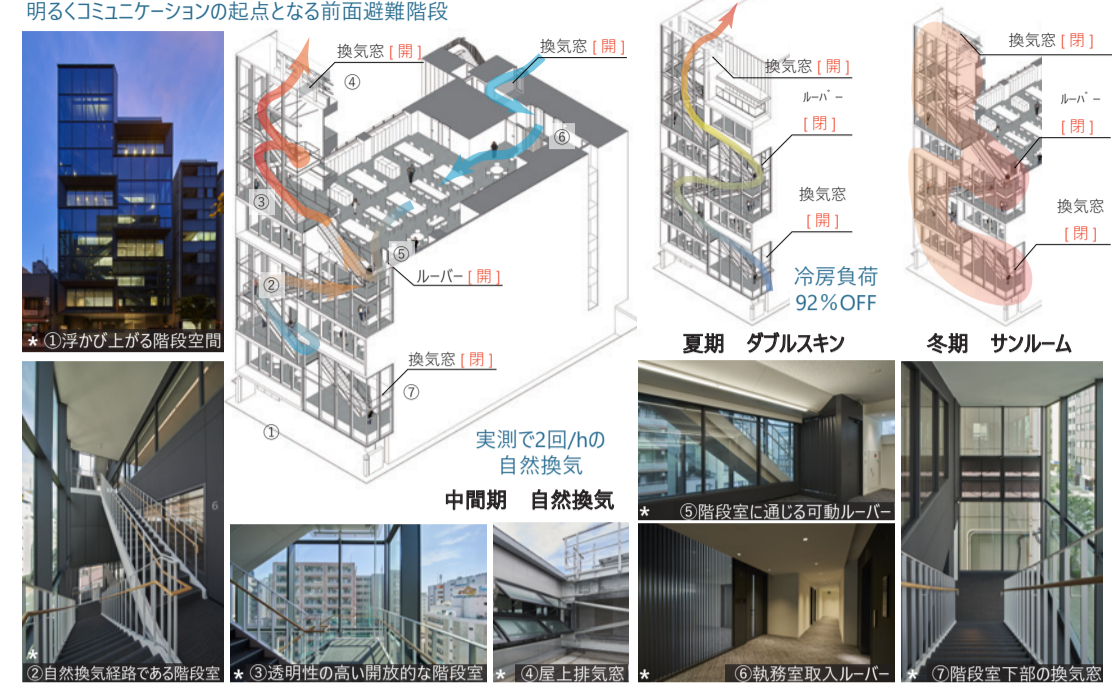 明るくコミュニケーションの起点となる前面避難階段
換気窓 [ 開 ]
④
換気窓 [ 開 ]
⑥
③
⑤
ルーバー [ 開 ]
②
換気窓 [ 閉 ]
⑦
①
実測で2回/hの
自然換気
中間期 自然換気
換気窓 [ 開 ]
ルーバー
[ 閉 ]
換気窓
[ 開 ]
冷房負荷
92%OFF
夏期 ダブルスキン
換気窓 [ 閉 ]
ルーバー
[ 閉 ]
換気窓
[ 閉 ]
冬期 サンルーム
* ①浮かび上がる階段空間
6
* ②自然換気経路である階段室
* ③透明性の高い開放的な階段室
* ④屋上排気窓
* ⑤階段室に通じる可動ルーバー
* ⑥執務室取入ルーバー
* ⑦階段室下部の換気窓